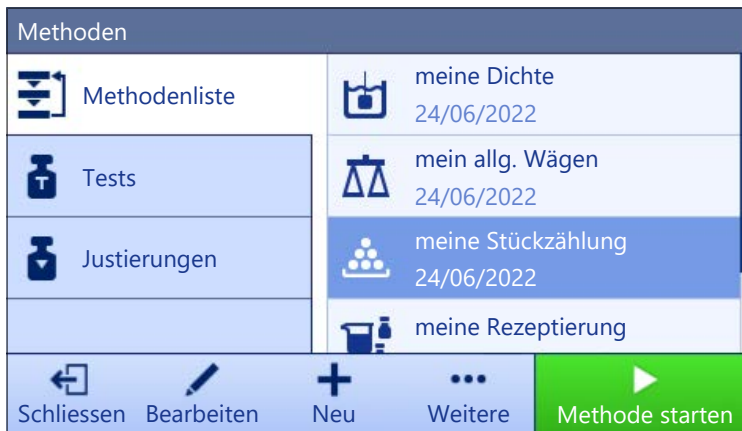 Methoden
Methodenliste
Tests
Justierungen
meine Dichte
24/06/2022
mein allg. Wägen
24/06/2022
meine Stückzählung
24/06/2022
meine Rezeptierung
Schliessen
Bearbeiten
Neu
Weitere
Methode starten